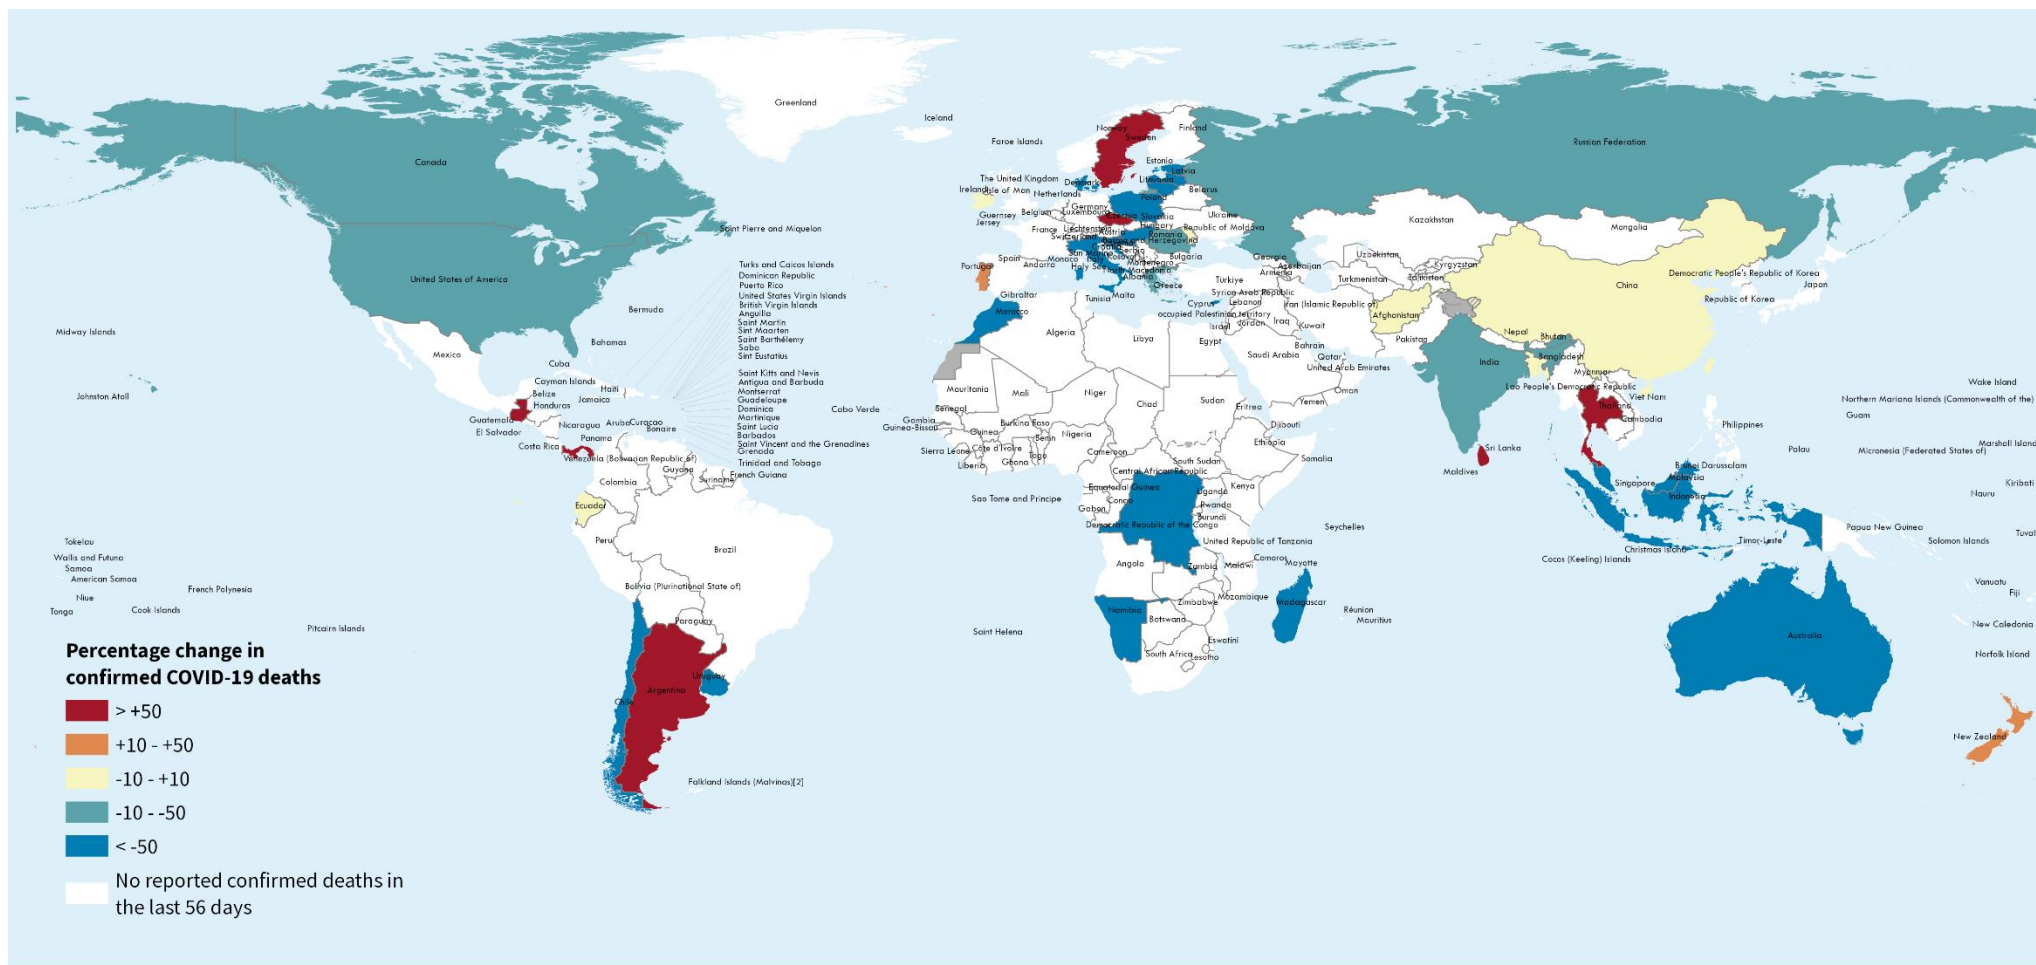 Greenland
Iceland
Faroe Islands
Norway
Sweden
Finland
Russian Federation
Canada
Estonia
Latvia
Lithuania
Denmark
The United Kingdom
Ireland
Isle of Man
Netherlands
Belarus
Poland
Germany
Guernsey
Jersey
Belgium
Luxembourg
Czechia
Slovakia
Ukraine
Kazakhstan
Mongolia
France
Liechtenstein
Austria
Hungary
Republic of Moldova
Saint Pierre and Miquelon
Switzerland
Romania
Bosnia and Herzegovina
Croatia
San Marino
Serbia
Italy
Kosovo
Bulgaria
Monaco
Spain
Andorra
Holy See
Montenegro
North Macedonia
Albania
Portugal
Georgia
Azerbaijan
Armenia
Uzbekistan
Kyrgyzstan
Tajikistan
Turkmenistan
Democratic People's Republic of Korea
United States of America
Türkiye
Greece
China
Japan
Republic of Korea
Gibraltar
Tunisia
Malta
Cyprus
Syrian Arab Republic
Lebanon
Iran (Islamic Republic of)
Afghanistan
occupied Palestinian territory
Israel
Jordan
Iraq
Kuwait
Morocco
Algeria
Libya
Egypt
Pakistan
Nepal
Bhutan
Bahrain
Qatar
Saudi Arabia
United Arab Emirates
India
Bangladesh
Myanmar
Lao People's Democratic Republic
Viet Nam
Oman
Yemen
Turks and Caicos Islands
Dominican Republic
Puerto Rico
United States Virgin Islands
British Virgin Islands
Anguilla
Saint Martin
Sint Maarten
Saint Barthélemy
Saba
Sint Eustatius
Saint Kitts and Nevis
Antigua and Barbuda
Montserrat
Guadeloupe
Dominica
Martinique
Saint Lucia
Barbados
Saint Vincent and the Grenadines
Grenada
Trinidad and Tobago
Bermuda
Midway Islands
Bahamas
Mexico
Cuba
Cayman Islands
Haiti
Belize
Jamaica
Honduras
Johnston Atoll
Guatemala
El Salvador
Nicaragua
Aruba
Curacao
Bonaire
Costa Rica
Panama
Venezuela (Bolivarian Republic of)
Guyana
Suriname
French Guiana
Colombia
Cabo Verde
Mauritania
Mali
Niger
Chad
Sudan
Eritrea
Djibouti
Senegal
Gambia
Guinea-Bissau
Guinea
Burkina Faso
Benin
Nigeria
Sierra Leone
Côte d'Ivoire
Liberia
Ghana
Togo
Cameroon
Ethiopia
Somalia
South Sudan
Central African Republic
Thailand
Cambodia
Philippines
Sri Lanka
Maldives
Wake Island
Northern Mariana Islands (Commonwealth of the)
Guam
Palau
Marshall Island
Micronesia (Federated States of)
Brunei Darussalam
Malaysia
Singapore
Indonesia
Kiribati
Nauru
Sao Tome and Principe
Equatorial Guinea
Gabon
Congo
Democratic Republic of the Congo
Uganda
Kenya
Rwanda
Burundi
Seychelles
United Republic of Tanzania
Ecuador
Peru
Brazil
Bolivia (Plurinational State of)
Paraguay
Uruguay
Chile
Argentina
Falkland Islands (Malvinas)[2]
Tokelau
Wallis and Futuna
Samoa
American Samoa
French Polynesia
Niue
Tonga
Cook Islands
Pitcairn Islands
Papua New Guinea
Solomon Islands
Tuval
Timor-Leste
Christmas Island
Cocos (Keeling) Islands
Angola
Zambia
Malawi
Comoros
Mayotte
Mozambique
Zimbabwe
Madagascar
Namibia
Botswana
Réunion
Mauritius
Saint Helena
Eswatini
South Africa
Lesotho
Vanuatu
Fiji
New Caledonia
Australia
Norfolk Island
New Zealand
Percentage change in
confirmed COVID-19 deaths
> +50
+10 - +50
-10 - +10
-10 - -50
< -50
No reported confirmed deaths in
the last 56 days